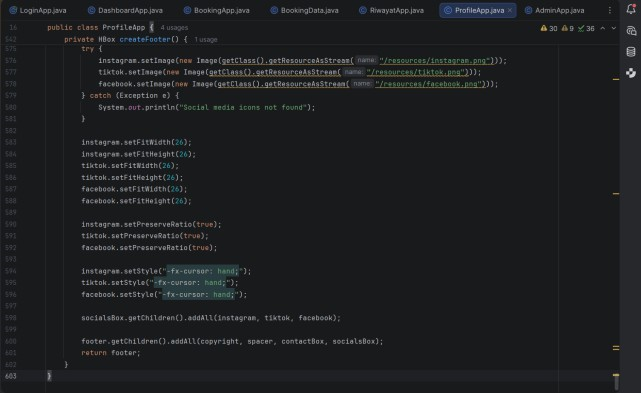 LoginApp.java DashboardApp.java BookingApp.java BookingData.java RiwayatApp.java ProfileApp.java AdminApp.java
16 public class ProfileApp { 4 usages 30 9 36
542 private HBox createFooter() { 1 usage
575 try {
576 instagram.setImage(new Image(getClass().getResourceAsStream( name: "/resources/instagram.png")));
577 tiktok.setImage(new Image(getClass().getResourceAsStream( name: "/resources/tiktok.png")));
578 facebook.setImage(new Image(getClass().getResourceAsStream( name: "/resources/facebook.png")));
579 } catch (Exception e) {
580 System.out.println("Social media icons not found");
581 }
582
583 instagram.setFitWidth(26);
584 instagram.setFitHeight(26);
585 tiktok.setFitWidth(26);
586 tiktok.setFitHeight(26);
587 facebook.setFitWidth(26);
588 facebook.setFitHeight(26);
589
590 instagram.setPreserveRatio(true);
591 tiktok.setPreserveRatio(true);
592 facebook.setPreserveRatio(true);
593
594 instagram.setStyle("-fx-cursor: hand;");
595 tiktok.setStyle("-fx-cursor: hand;");
596 facebook.setStyle("-fx-cursor: hand;");
597
598 socialsBox.getChildren().addAll(instagram, tiktok, facebook);
599
600 footer.getChildren().addAll(copyright, spacer, contactBox, socialsBox);
601 return footer;
602 }
603 }